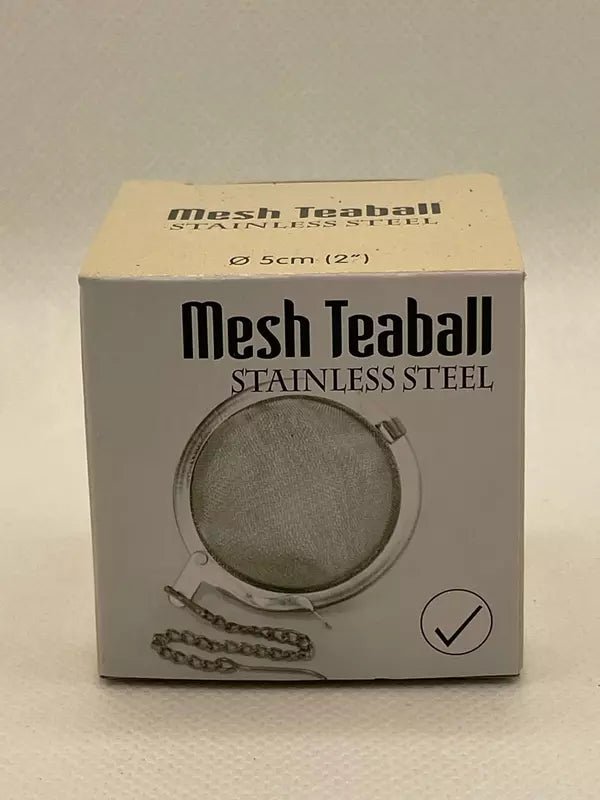 Mesh Teaball
STAINLESS STEEL
Ø 5cm (2")
Mesh Teaball
STAINLESS STEEL